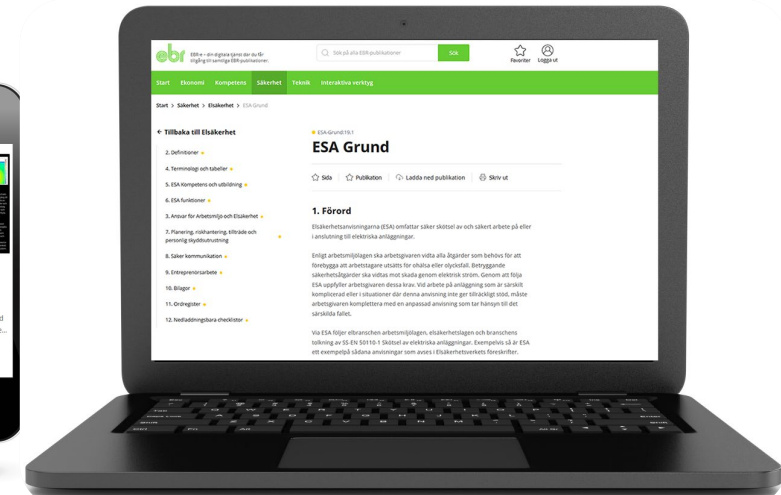 ebr
EBR-e – din digitala tjänst där du får
tillgång till samtliga EBR-publikationer.
Sök på alla EBR-publikationer
Sök
Favoriter
Logga ut
Start Ekonomi Kompetens Säkerhet Teknik Interaktiva verktyg
Start > Säkerhet > Elsäkerhet > ESA Grund
← Tillbaka till Elsäkerhet
2. Definitioner
4. Terminologi och tabeller
5. ESA Kompetens och utbildning
6. ESA funktioner
3. Ansvar för Arbetsmiljö och Elsäkerhet
7. Planering, riskhantering, tillträde och
personlig skyddsutrustning
8. Säker kommunikation
9. Entreprenörsarbete
10. Bilagor
11. Ordregister
12. Nedladdningsbara checklistor
ESA-Grund:19.1
ESA Grund
Sida
Publikation
Ladda ned publikation
Skriv ut
1. Förord
Elsäkerhetsanvisningarna (ESA) omfattar säker skötsel av och säkert arbete på eller
i anslutning till elektriska anläggningar.
Enligt arbetsmiljölagen ska arbetsgivaren vidta alla åtgärder som behövs för att
förebygga att arbetstagare utsätts för ohälsa eller olycksfall. Betryggande
säkerhetsåtgärder ska vidtas mot skada genom elektrisk ström. Genom att följa
ESA uppfyller arbetsgivaren dessa krav. Vid arbete på anläggning som är särskilt
komplicerad eller i situationer där denna anvisning inte ger tillräckligt stöd, måste
arbetsgivaren komplettera med en anpassad anvisning som tar hänsyn till det
särskilda fallet.
Via ESA följer elbranschen arbetsmiljölagen, elsäkerhetslagen och branschens
tolkning av SS-EN 50110-1 Skötsel av elektriska anläggningar. Exempelvis så är ESA
ett exempelpå sådana anvisningar som avses i Elsäkerhetsverkets föreskrifter.